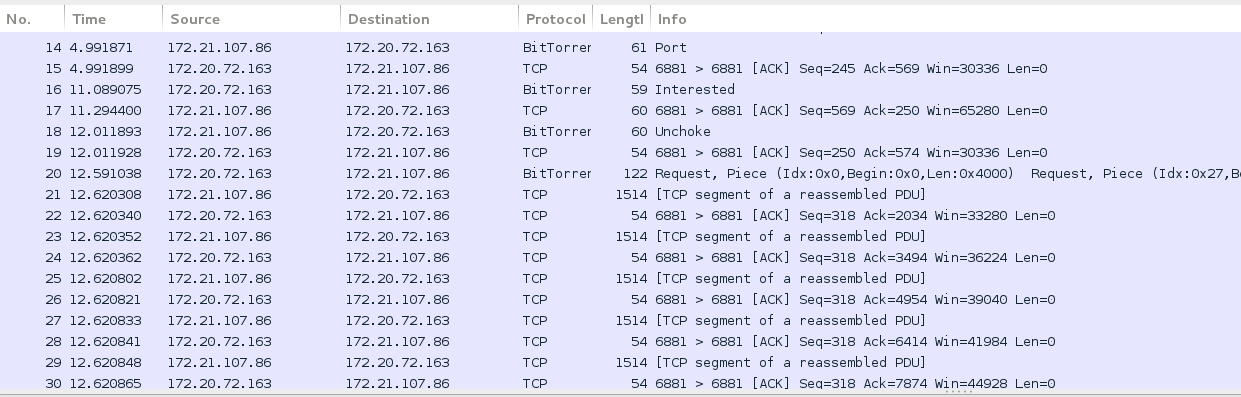 No. Time Source Destination Protocol Lengtl Info
14 4.991871 172.21.107.86 172.20.72.163 BitTorrer 61 Port
15 4.991899 172.20.72.163 172.21.107.86 TCP 54 6881 > 6881 [ACK] Seq=245 Ack=569 Win=30336 Len=0
16 11.089075 172.20.72.163 172.21.107.86 BitTorrer 59 Interested
17 11.294400 172.21.107.86 172.20.72.163 TCP 60 6881 > 6881 [ACK] Seq=569 Ack=250 Win=65280 Len=0
18 12.011893 172.21.107.86 172.20.72.163 BitTorrer 60 Unchoke
19 12.011928 172.20.72.163 172.21.107.86 TCP 54 6881 > 6881 [ACK] Seq=250 Ack=574 Win=30336 Len=0
20 12.591038 172.20.72.163 172.21.107.86 BitTorrer 122 Request, Piece (Idx:0x0,Begin:0x0,Len:0x4000) Request, Piece (Idx:0x27,Be
21 12.620308 172.21.107.86 172.20.72.163 TCP 1514 [TCP segment of a reassembled PDU]
22 12.620340 172.20.72.163 172.21.107.86 TCP 54 6881 > 6881 [ACK] Seq=318 Ack=2034 Win=33280 Len=0
23 12.620352 172.21.107.86 172.20.72.163 TCP 1514 [TCP segment of a reassembled PDU]
24 12.620362 172.20.72.163 172.21.107.86 TCP 54 6881 > 6881 [ACK] Seq=318 Ack=3494 Win=36224 Len=0
25 12.620802 172.21.107.86 172.20.72.163 TCP 1514 [TCP segment of a reassembled PDU]
26 12.620821 172.20.72.163 172.21.107.86 TCP 54 6881 > 6881 [ACK] Seq=318 Ack=4954 Win=39040 Len=0
27 12.620833 172.21.107.86 172.20.72.163 TCP 1514 [TCP segment of a reassembled PDU]
28 12.620841 172.20.72.163 172.21.107.86 TCP 54 6881 > 6881 [ACK] Seq=318 Ack=6414 Win=41984 Len=0
29 12.620848 172.21.107.86 172.20.72.163 TCP 1514 [TCP segment of a reassembled PDU]
30 12.620865 172.20.72.163 172.21.107.86 TCP 54 6881 > 6881 [ACK] Seq=318 Ack=7874 Win=44928 Len=0